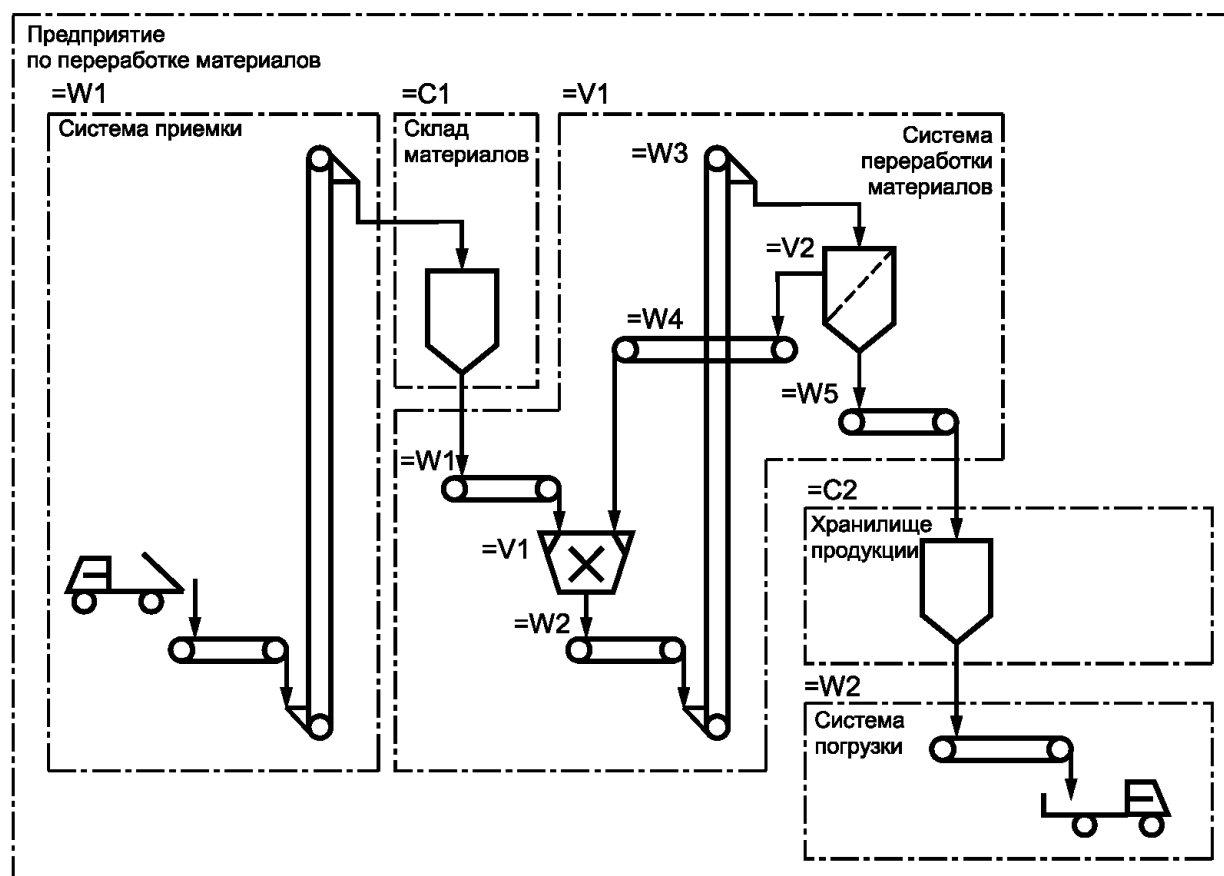 Предприятие
по переработке материалов
=W1
Система приемки
=C1
Склад
материалов
=V1
Система
переработки
материалов
=W3
=V2
=W4
=W5
=W1
=V1
=W2
=C2
Хранилище
продукции
=W2
Система
погрузки